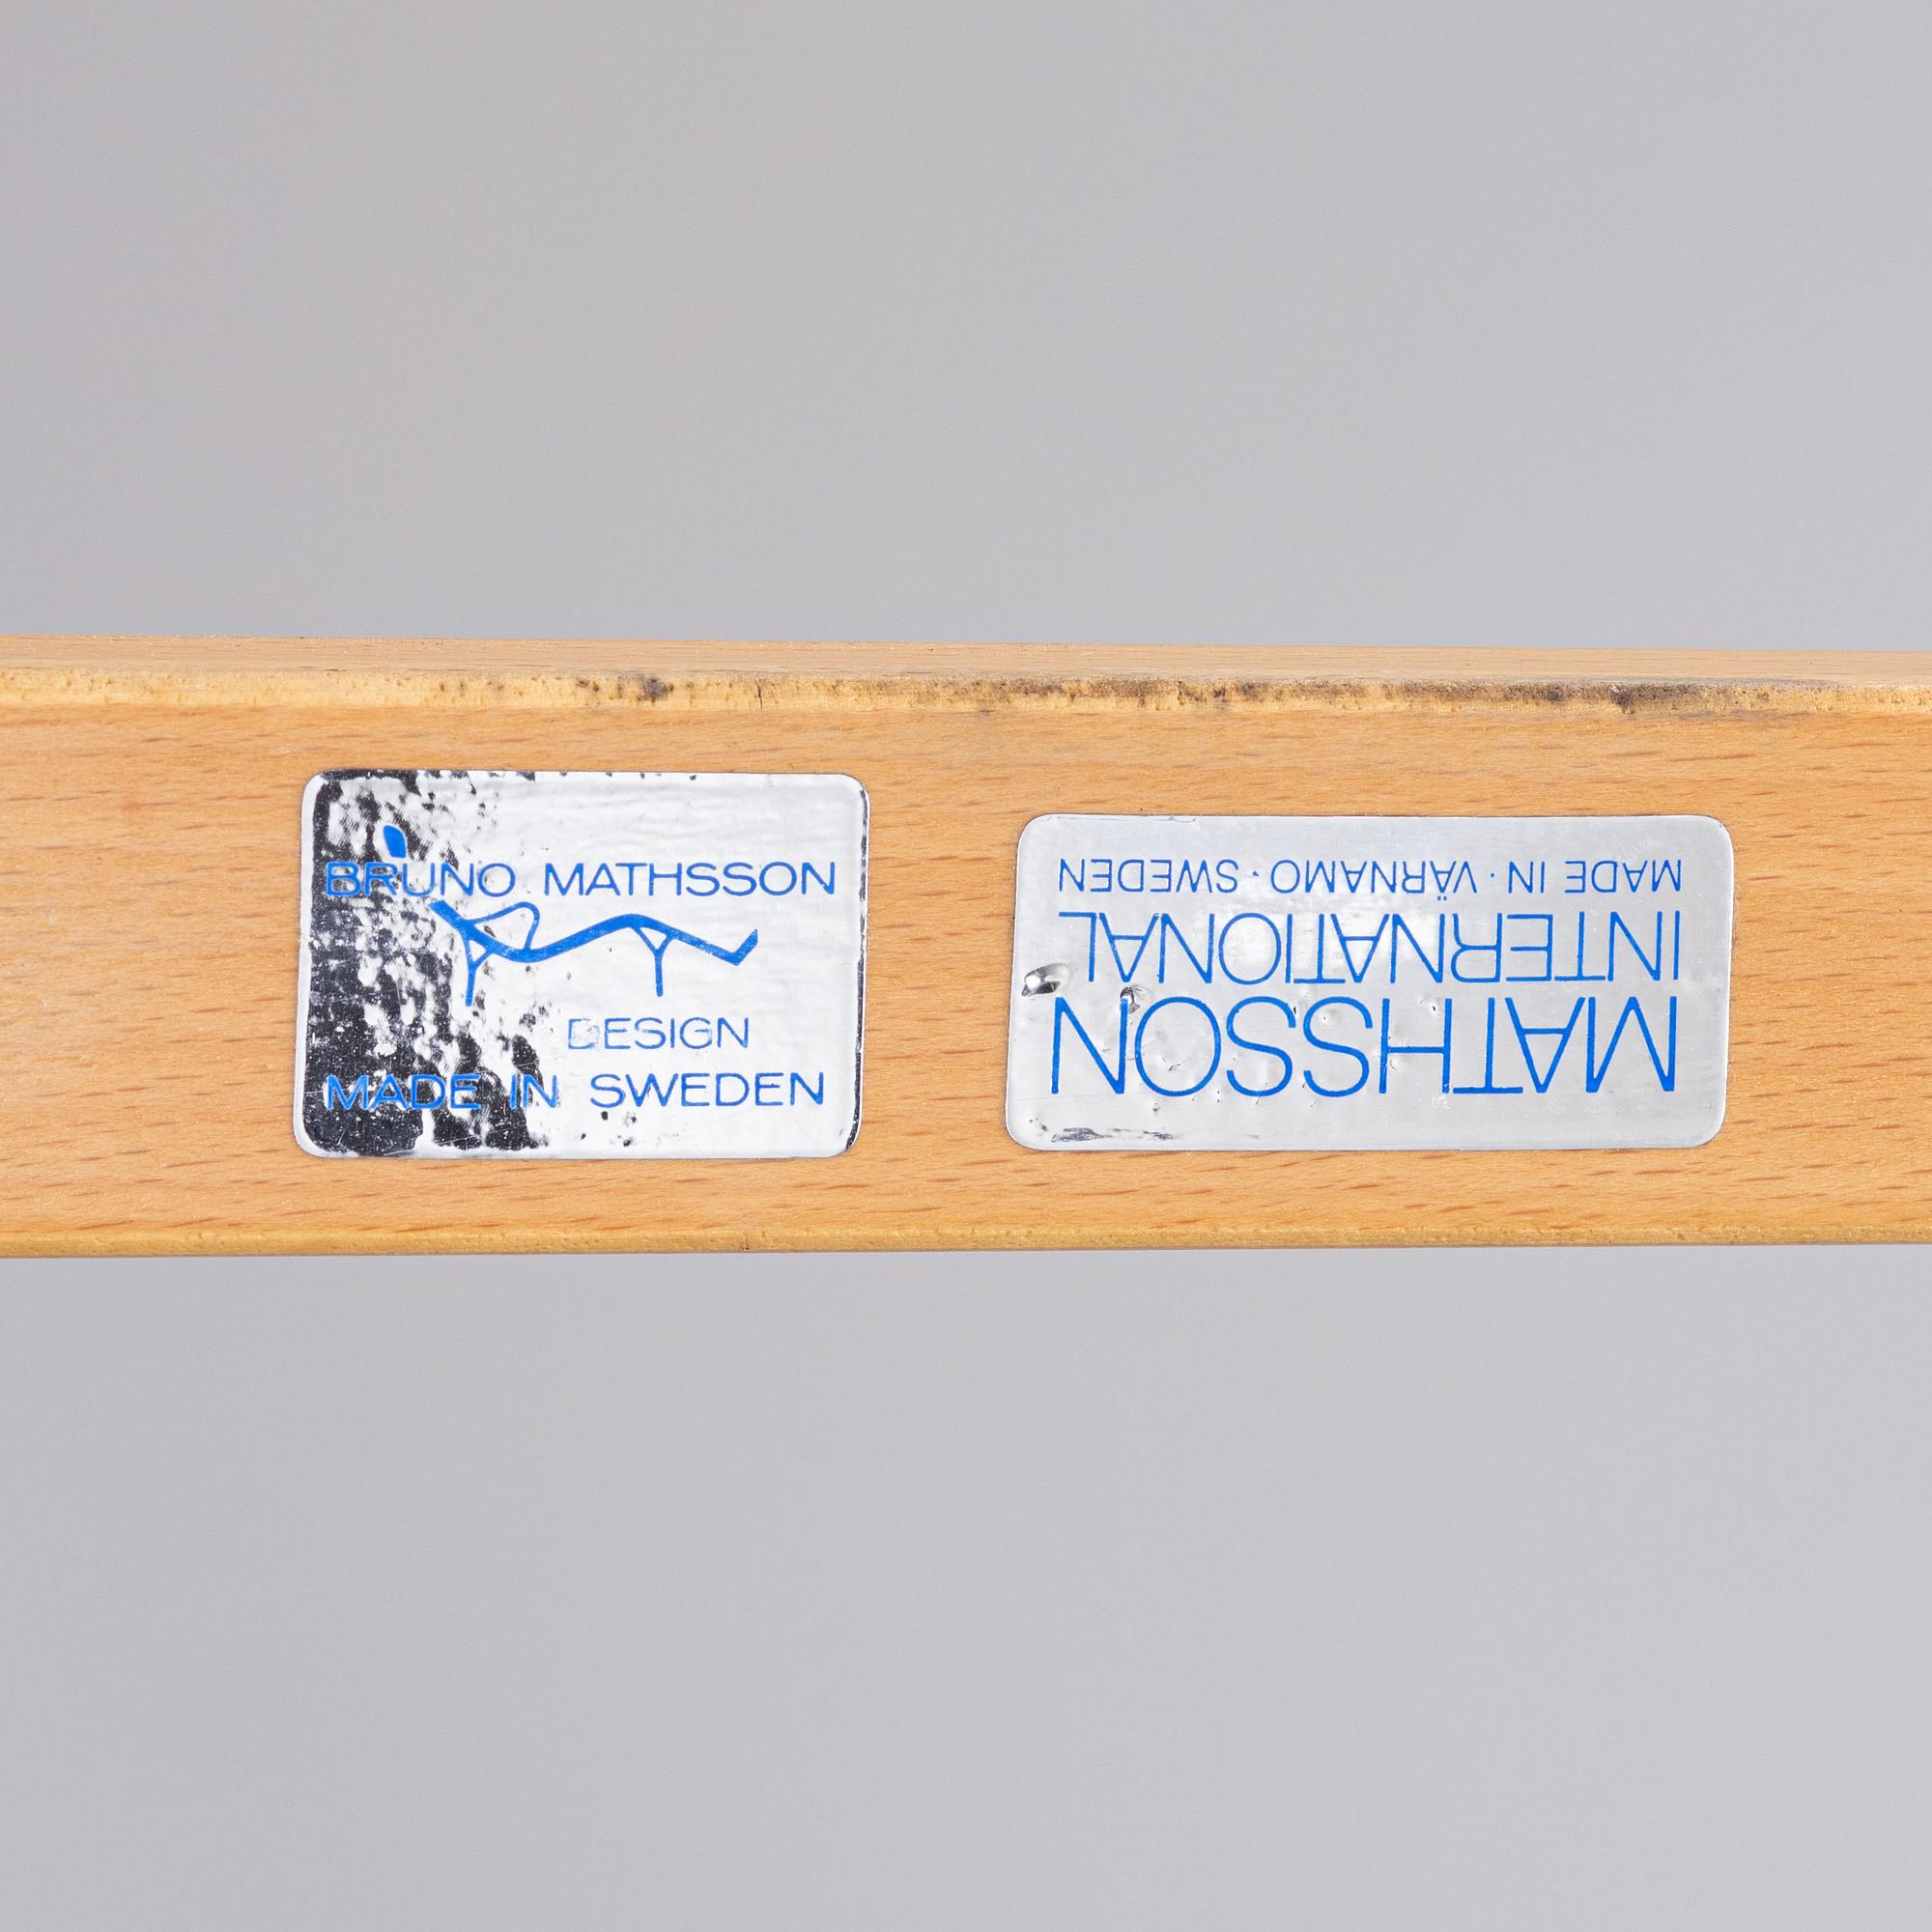 BRUNO MATHSSON
DESIGN
MADE IN SWEDEN
MATHSSON
INTERNATIONAL
MADE IN · VÄRNAMO · SWEDEN